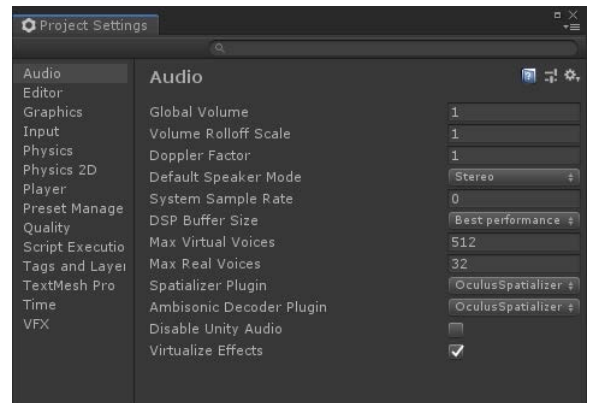 Project Settings
Audio
Editor
Graphics
Input
Physics
Physics 2D
Player
Preset Manage
Quality
Script Executio
Tags and Layer
TextMesh Pro
Time
VFX
Audio
Global Volume 1
Volume Rolloff Scale 1
Doppler Factor 1
Default Speaker Mode Stereo
System Sample Rate 0
DSP Buffer Size Best performance
Max Virtual Voices 512
Max Real Voices 32
Spatializer Plugin OculusSpatializer
Ambisonic Decoder Plugin OculusSpatializer
Disable Unity Audio
Virtualize Effects